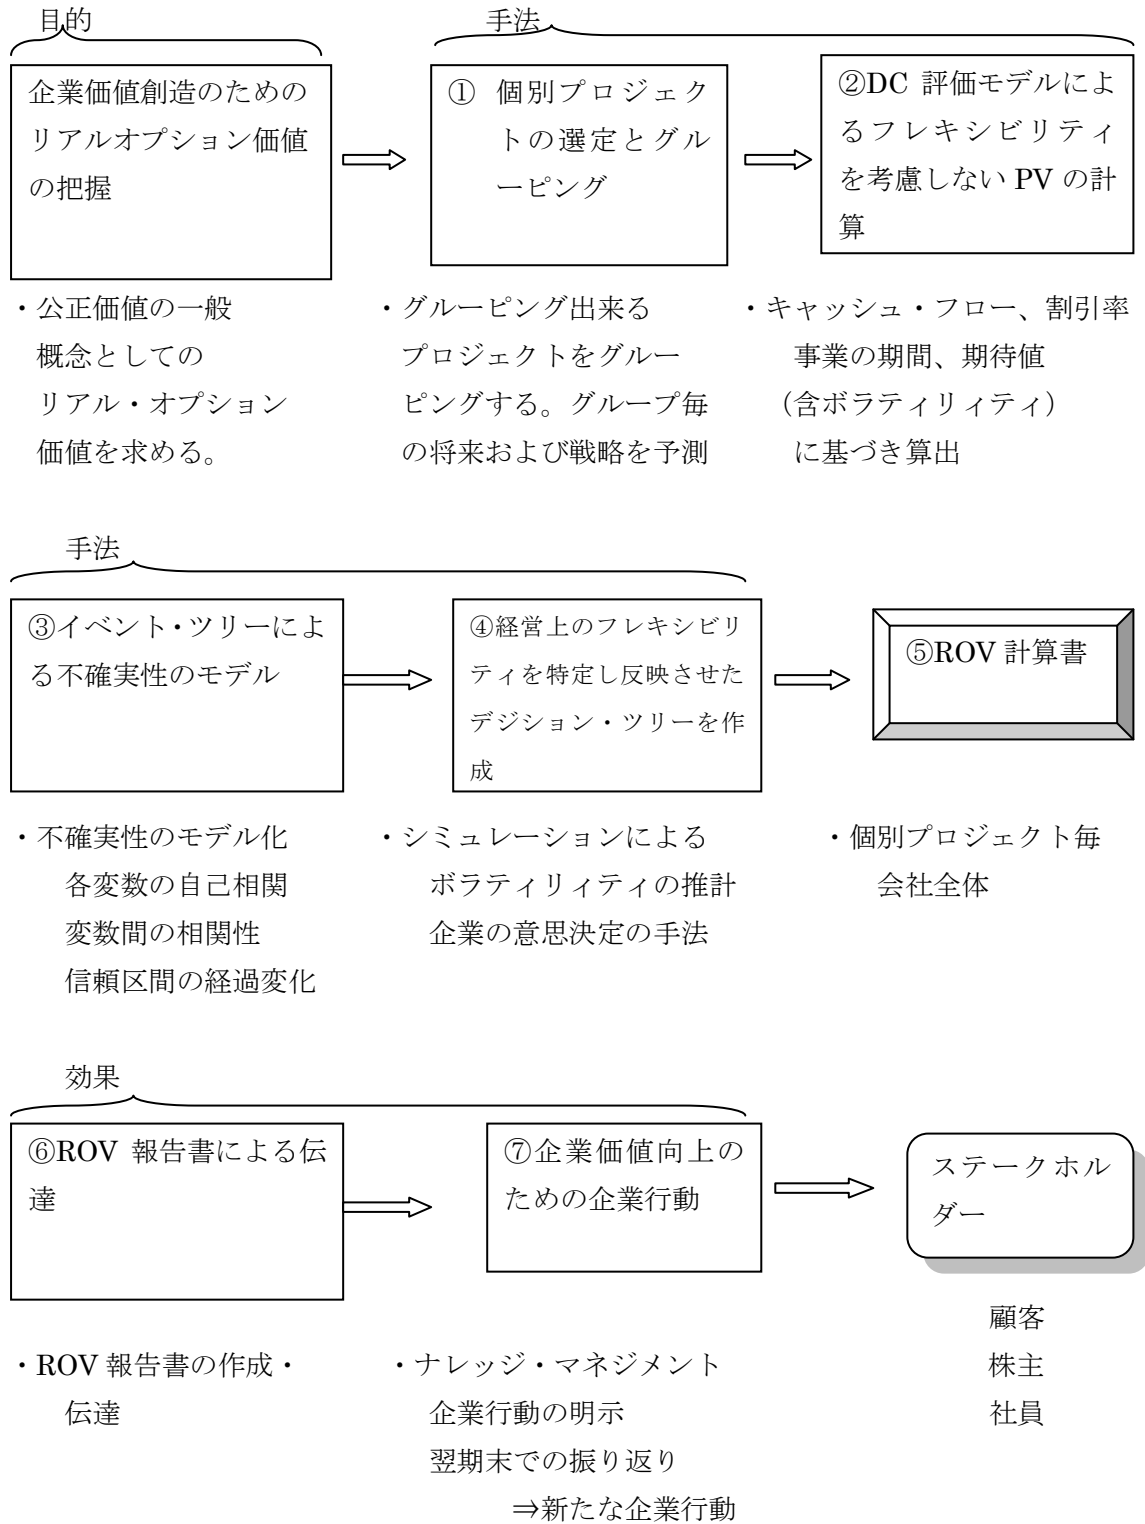 目的
手法
企業価値創造のための
リアルオプション価値
の把握
① 個別プロジェク
トの選定とグル
ーピング
②DC 評価モデルによ
るフレキシビリティ
を考慮しない PV の計
算
・公正価値の一般
概念としての
リアル・オプション
価値を求める。
・グルーピング出来る
プロジェクトをグルー
ピングする。グループ毎
の将来および戦略を予測
・キャッシュ・フロー、割引率
事業の期間、期待値
（含ボラティリィティ）
に基づき算出
手法
③イベント・ツリーによ
る不確実性のモデル
④経営上のフレキシビリ
ティを特定し反映させた
デジション・ツリーを作
成
⑤ROV 計算書
・不確実性のモデル化
各変数の自己相関
変数間の相関性
信頼区間の経過変化
・シミュレーションによる
ボラティリィティの推計
企業の意思決定の手法
・個別プロジェクト毎
会社全体
効果
⑥ROV 報告書による伝
達
⑦企業価値向上の
ための企業行動
ステークホル
ダー
・ROV 報告書の作成・
伝達
・ナレッジ・マネジメント
企業行動の明示
翌期末での振り返り
⇒新たな企業行動
顧客
株主
社員